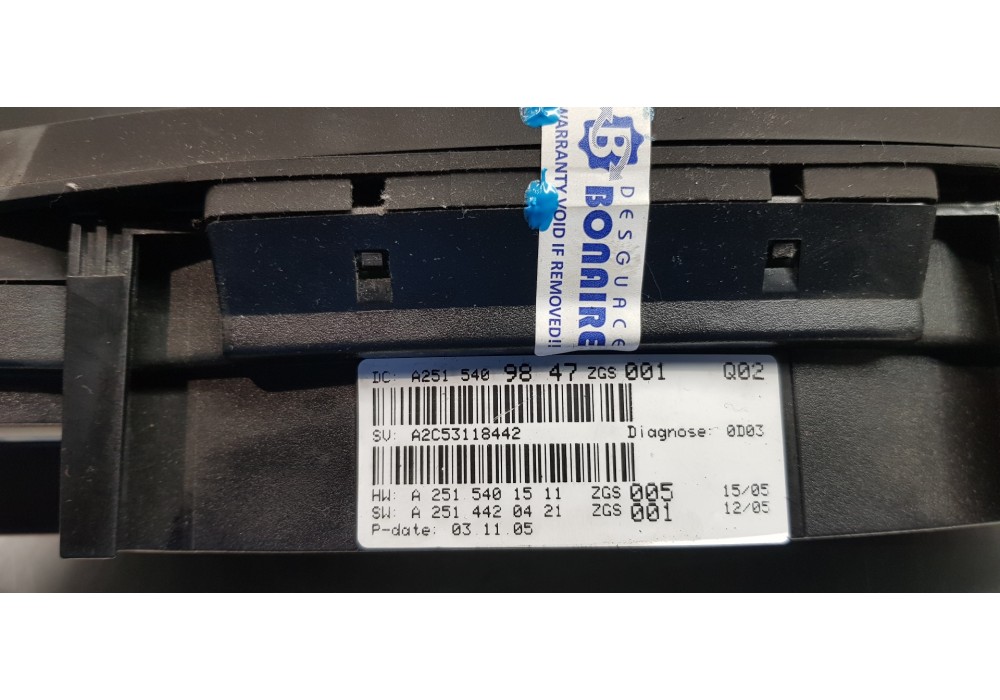 WARRANTY VOID IF REMOVED!!
B
DESGUACE
BONAIRE
DC: A251 540 98 47 ZGS 001 Q02
SV: A2C53118442 Diagnose: 0D03
HW: A 251 540 15 11 ZGS 005 15/05
SW: A 251 442 04 21 ZGS 001 12/05
P-date: 03.11.05